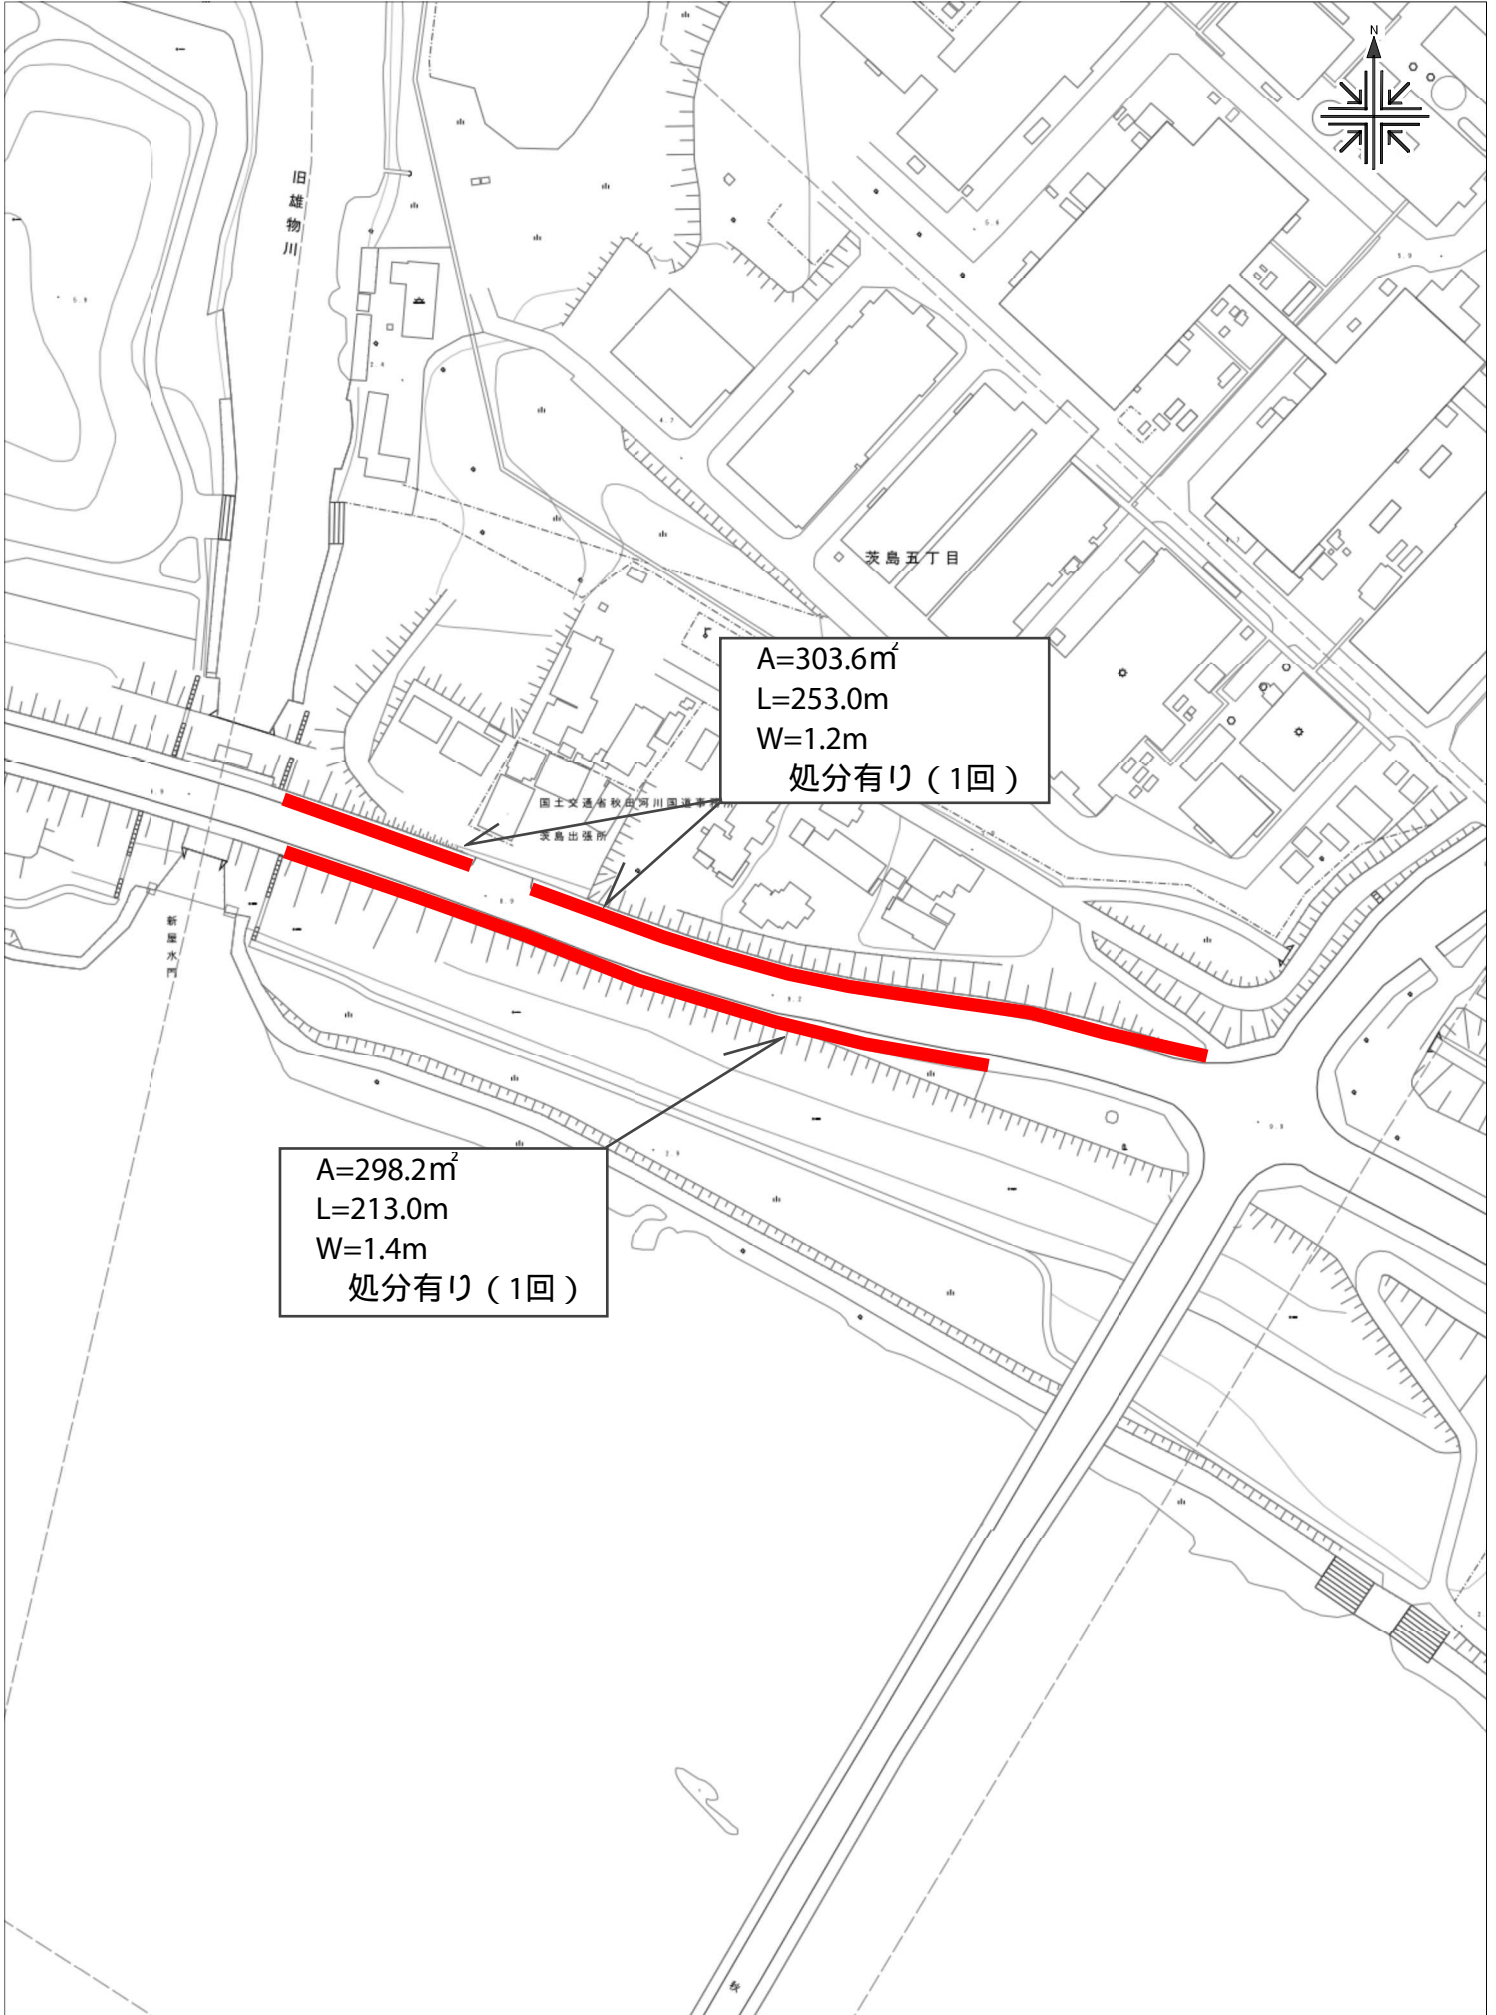 N
旧雄物川
茨島五丁目
A=303.6㎡
L=253.0m
W=1.2m
処分有り（1回）
国土交通省秋田河川国道事務所
茨島出張所
新屋水門
A=298.2㎡
L=213.0m
W=1.4m
処分有り（1回）
秋